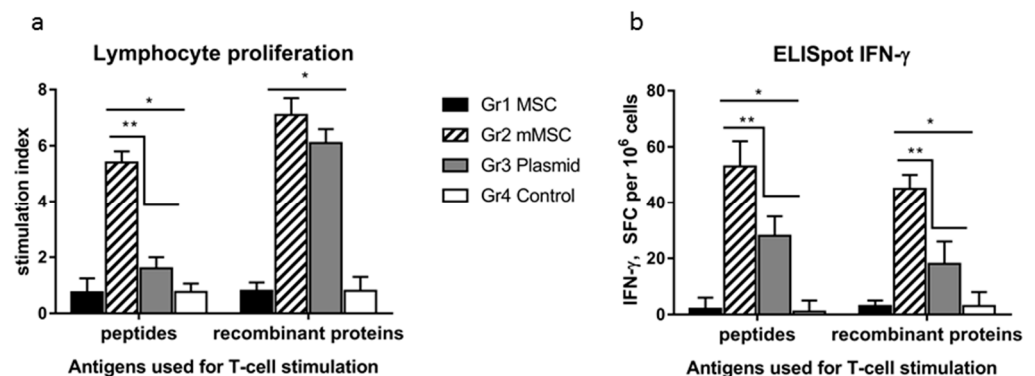 a
Lymphocyte proliferation
stimulation index
8
6
4
2
0
*
**
*
peptides
recombinant proteins
Antigens used for T-cell stimulation
Gr1 MSC
Gr2 mMSC
Gr3 Plasmid
Gr4 Control
b
ELISpot IFN-γ
IFN-γ, SFC per 10⁶ cells
80
60
40
20
0
*
**
*
**
peptides
recombinant proteins
Antigens used for T-cell stimulation